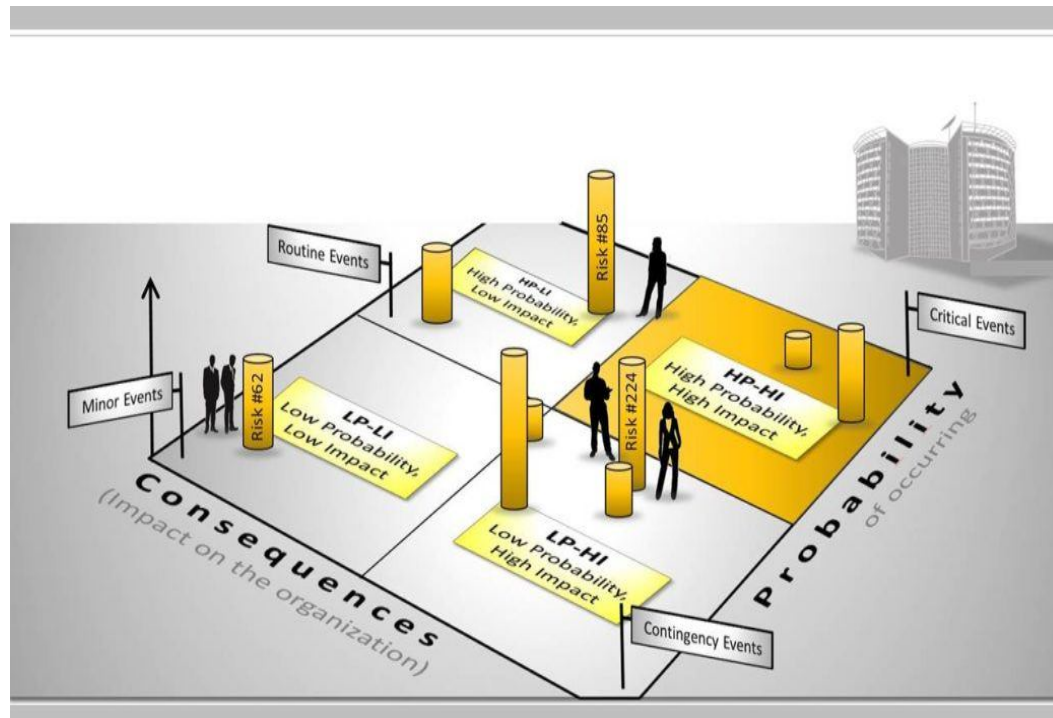 Routine Events
HP-LI
High Probability,
Low Impact
Risk #85
Critical Events
Minor Events
Risk #62
LP-LI
Low Probability,
Low Impact
Risk #224
HP-HI
High Probability,
High Impact
LP-HI
Low Probability,
High Impact
Contingency Events
Consequences
(Impact on the organization)
Probability
of occurring